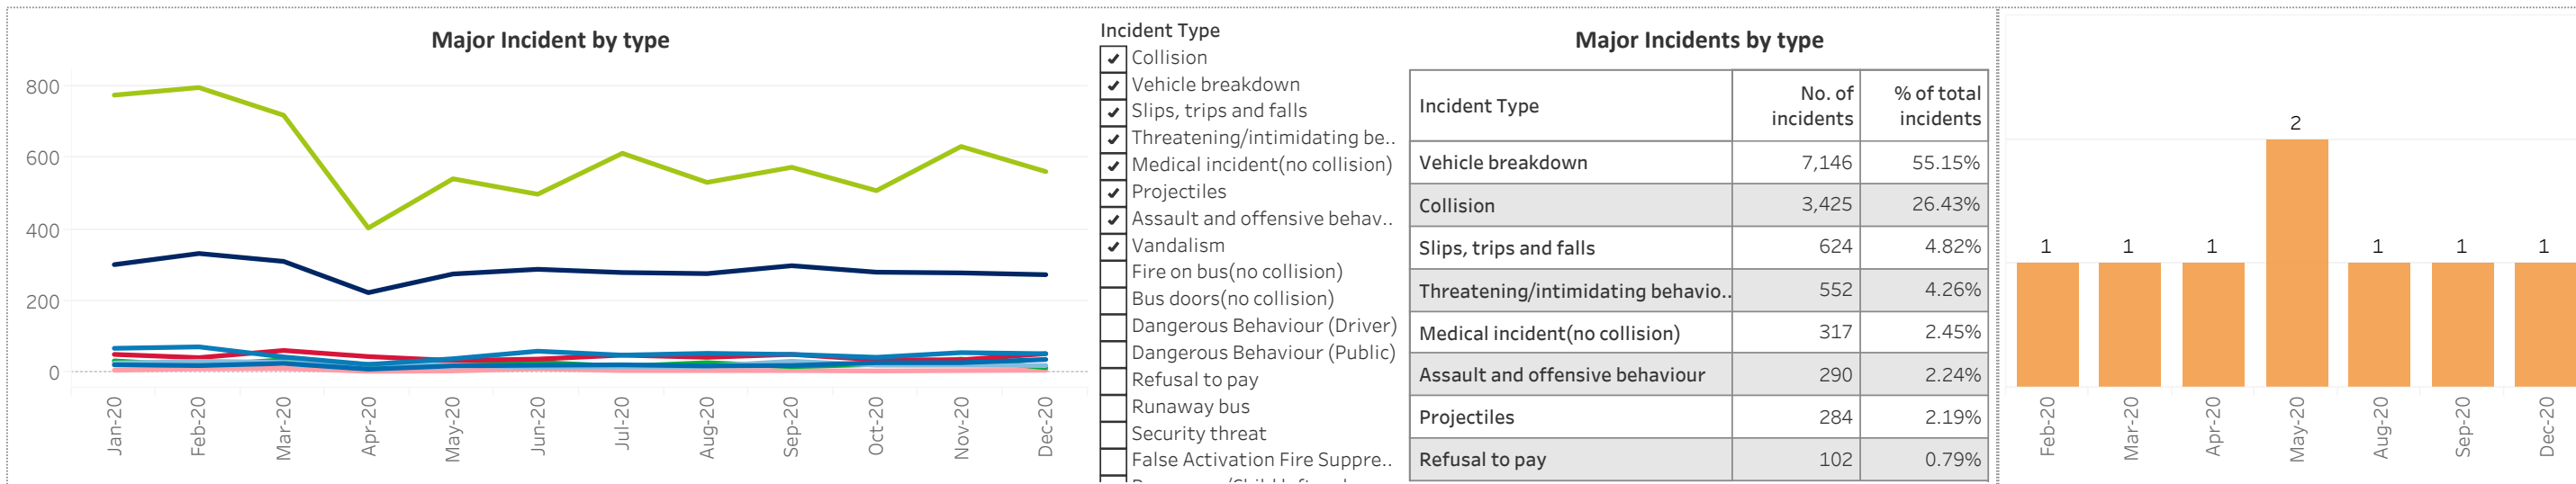 Major Incident by type
800
600
400
200
0
Jan-20
Feb-20
Mar-20
Apr-20
May-20
Jun-20
Jul-20
Aug-20
Sep-20
Oct-20
Nov-20
Dec-20
Incident Type
Collision
Vehicle breakdown
Slips, trips and falls
Threatening/intimidating be..
Medical incident(no collision)
Projectiles
Assault and offensive behav..
Vandalism
Fire on bus(no collision)
Bus doors(no collision)
Dangerous Behaviour (Driver)
Dangerous Behaviour (Public)
Refusal to pay
Runaway bus
Security threat
False Activation Fire Suppre..
Major Incidents by type
Incident Type No. of incidents % of total incidents
Vehicle breakdown 7,146 55.15%
Collision 3,425 26.43%
Slips, trips and falls 624 4.82%
Threatening/intimidating behavio.. 552 4.26%
Medical incident(no collision) 317 2.45%
Assault and offensive behaviour 290 2.24%
Projectiles 284 2.19%
Refusal to pay 102 0.79%
1
1
1
2
1
1
1
Feb-20
Mar-20
Apr-20
May-20
Aug-20
Sep-20
Dec-20